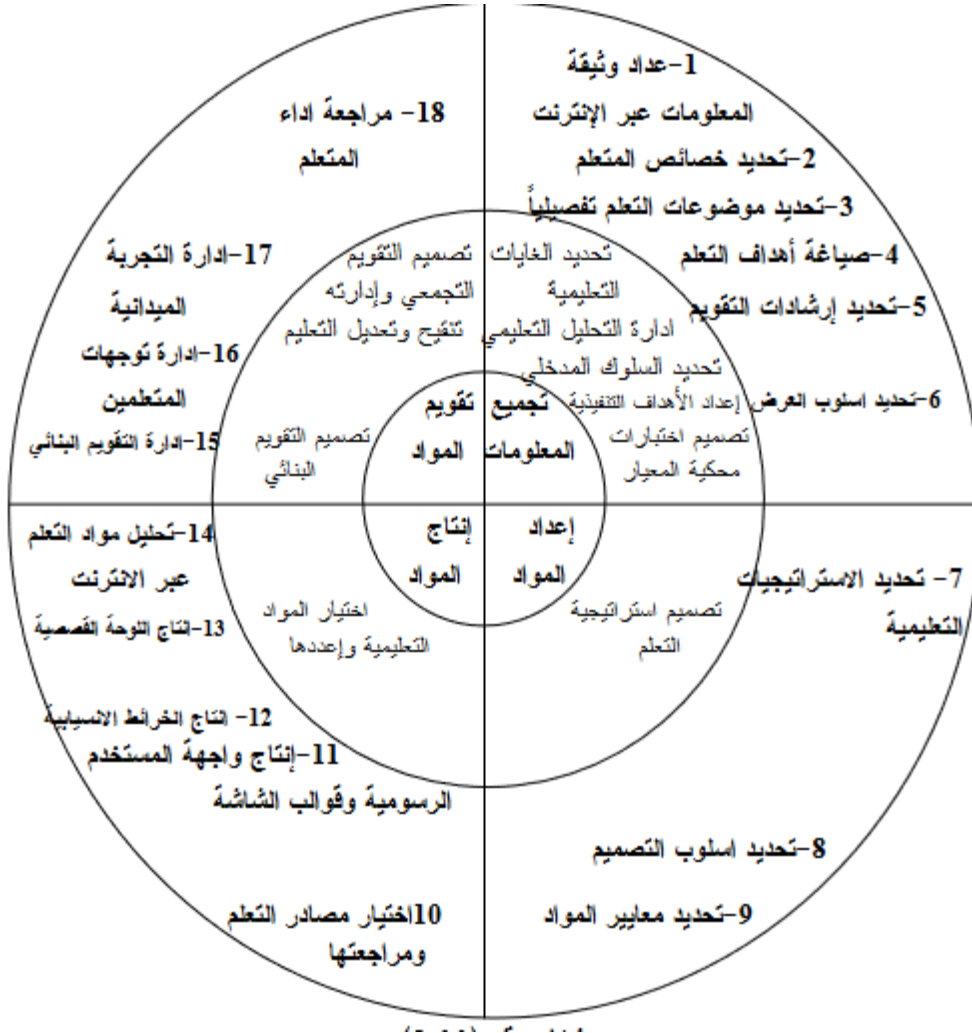 1-عداد وثيقة
المعلومات عبر الإنترنت
2-تحديد خصائص المتعلم
3-تحديد موضوعات التعلم تفصيلياً
4-صياغة أهداف التعلم
5-تحديد إرشادات التقويم
6-تحديد اسلوب العرض
7- تحديد الاستراتيجيات
التعليمية
8-تحديد اسلوب التصميم
9-تحديد معايير المواد
10اختيار مصادر التعلم
ومراجعتها
11-إنتاج واجهة المستخدم
الرسومية وقوالب الشاشة
12- انتاج الخرائط الانسيابية
13-انتاج اللوحة القصصية
14-تحليل مواد التعلم
عبر الانترنت
15-ادارة التقويم البنائي
16-ادارة توجهات
المتعلمين
17-ادارة التجربة
الميدانية
18- مراجعة اداء
المتعلم
تحديد الغايات
التعليمية
ادارة التحليل التعليمي
تحديد السلوك المدخلي
إعداد الأهداف التنفيذية
تصميم اختبارات
محكية المعيار
تصميم استراتيجية
التعلم
اختيار المواد
التعليمية وإعددها
تصميم التقويم
البنائي
تصميم التقويم
التجمعي وإدارته
تنقيح وتعديل التعليم
تجميع
المعلومات
إعداد
المواد
إنتاج
المواد
تقويم
المواد